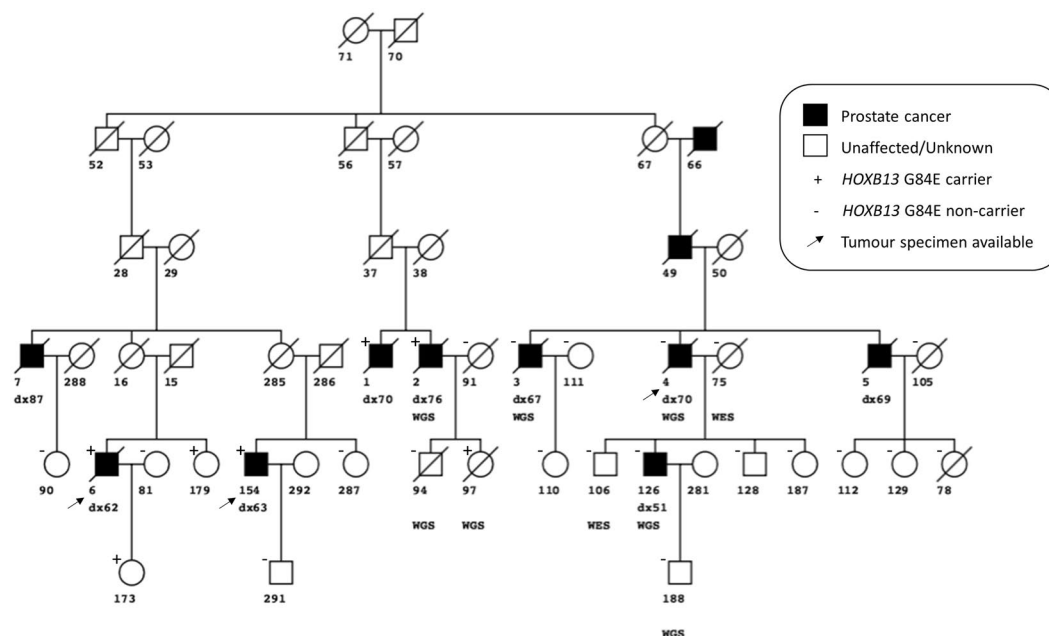 71 70
Prostate cancer
Unaffected/Unknown
+ HOXB13 G84E carrier
- HOXB13 G84E non-carrier
Tumour specimen available
52 53 56 57 67 66
28 29 37 38 49 50
+ + - - - - - - -
7 288 16 15 285 286 1 2 91 3 111 4 75 5 105
dx87 dx70 dx76 dx67 dx70 dx69
WGS WGS WGS WES
- + - + + - - + - - - - - - - -
90 6 81 179 154 292 287 94 97 110 106 126 281 128 187 112 129 78
dx62 dx63 dx51
WGS WGS WES WGS
+ - -
173 291 188
WGS